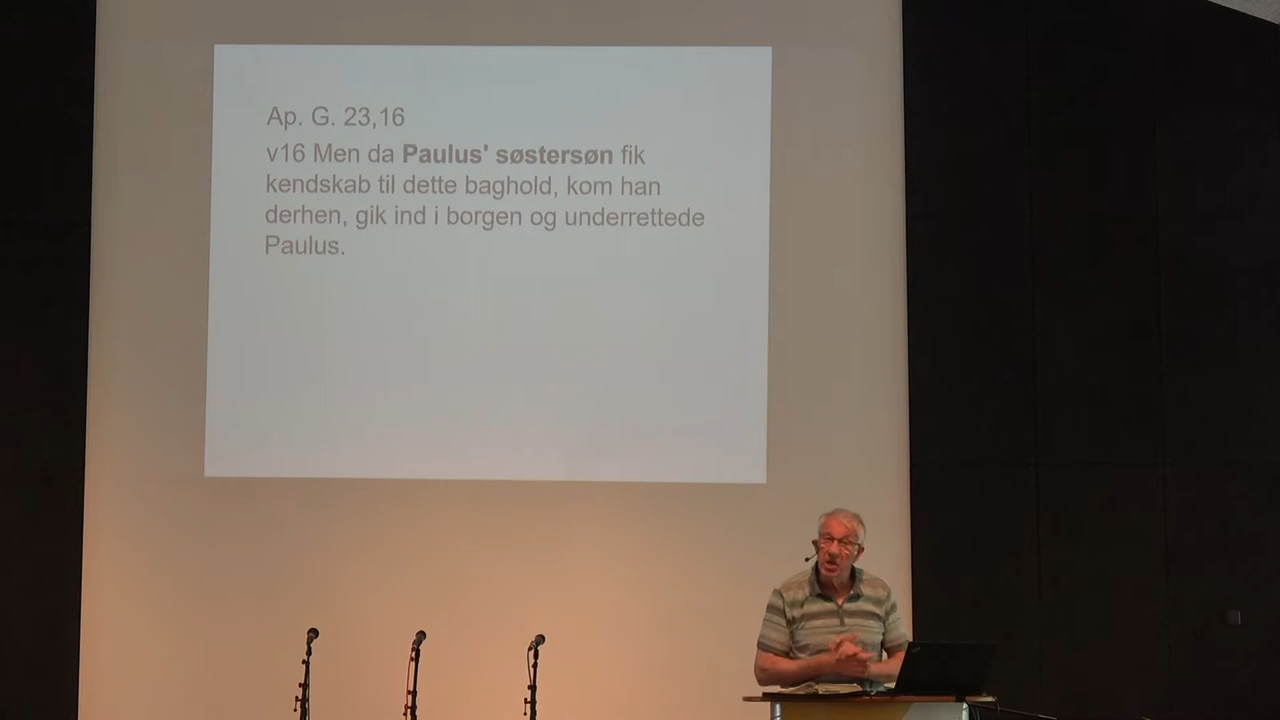 Ap. G. 23,16
v16 Men da Paulus' søstersøn fik
kendskab til dette baghold, kom han
derhen, gik ind i borgen og underrettede
Paulus.